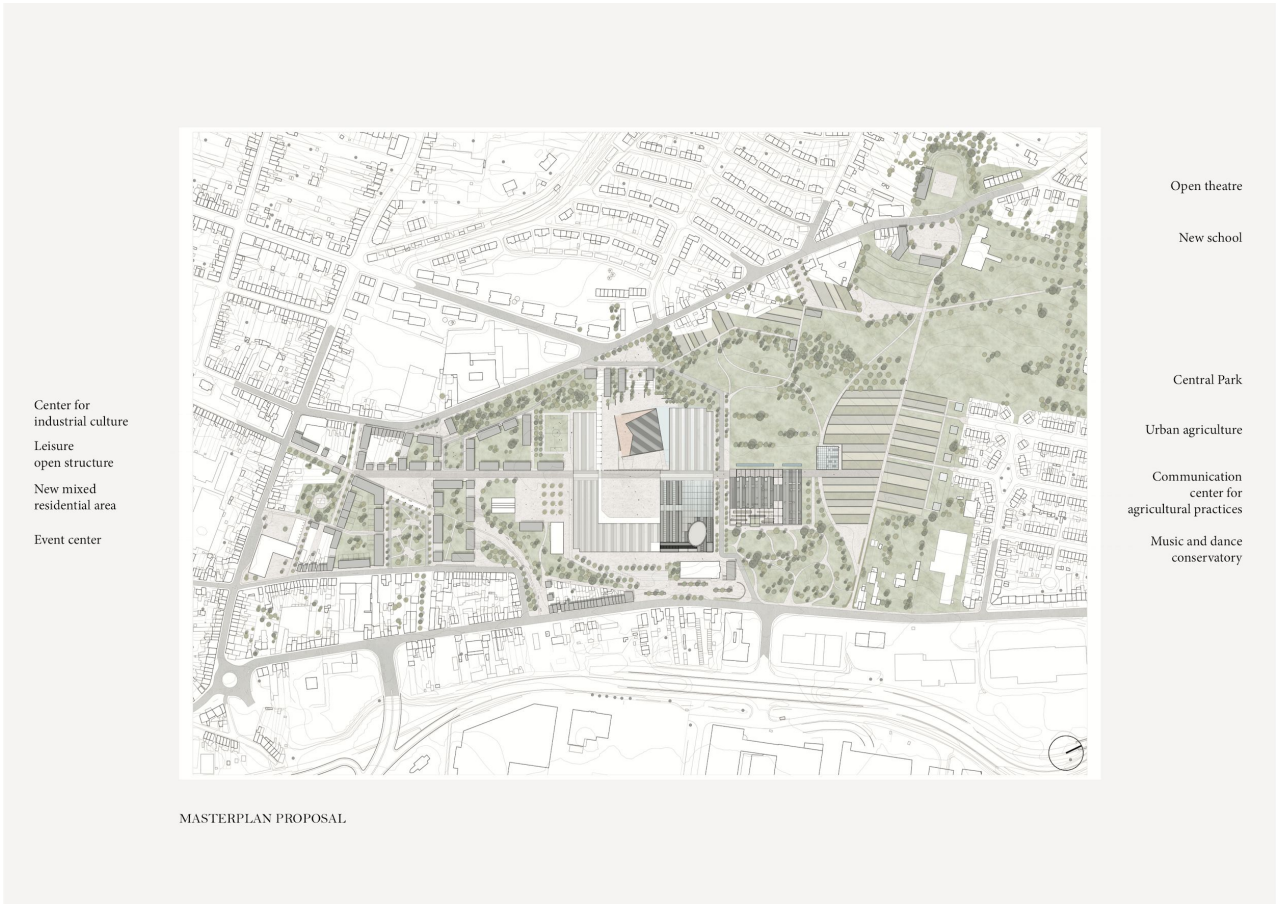 Open theatre
New school
Central Park
Urban agriculture
Communication
center for
agricultural practices
Music and dance
conservatory
Center for
industrial culture
Leisure
open structure
New mixed
residential area
Event center
MASTERPLAN PROPOSAL